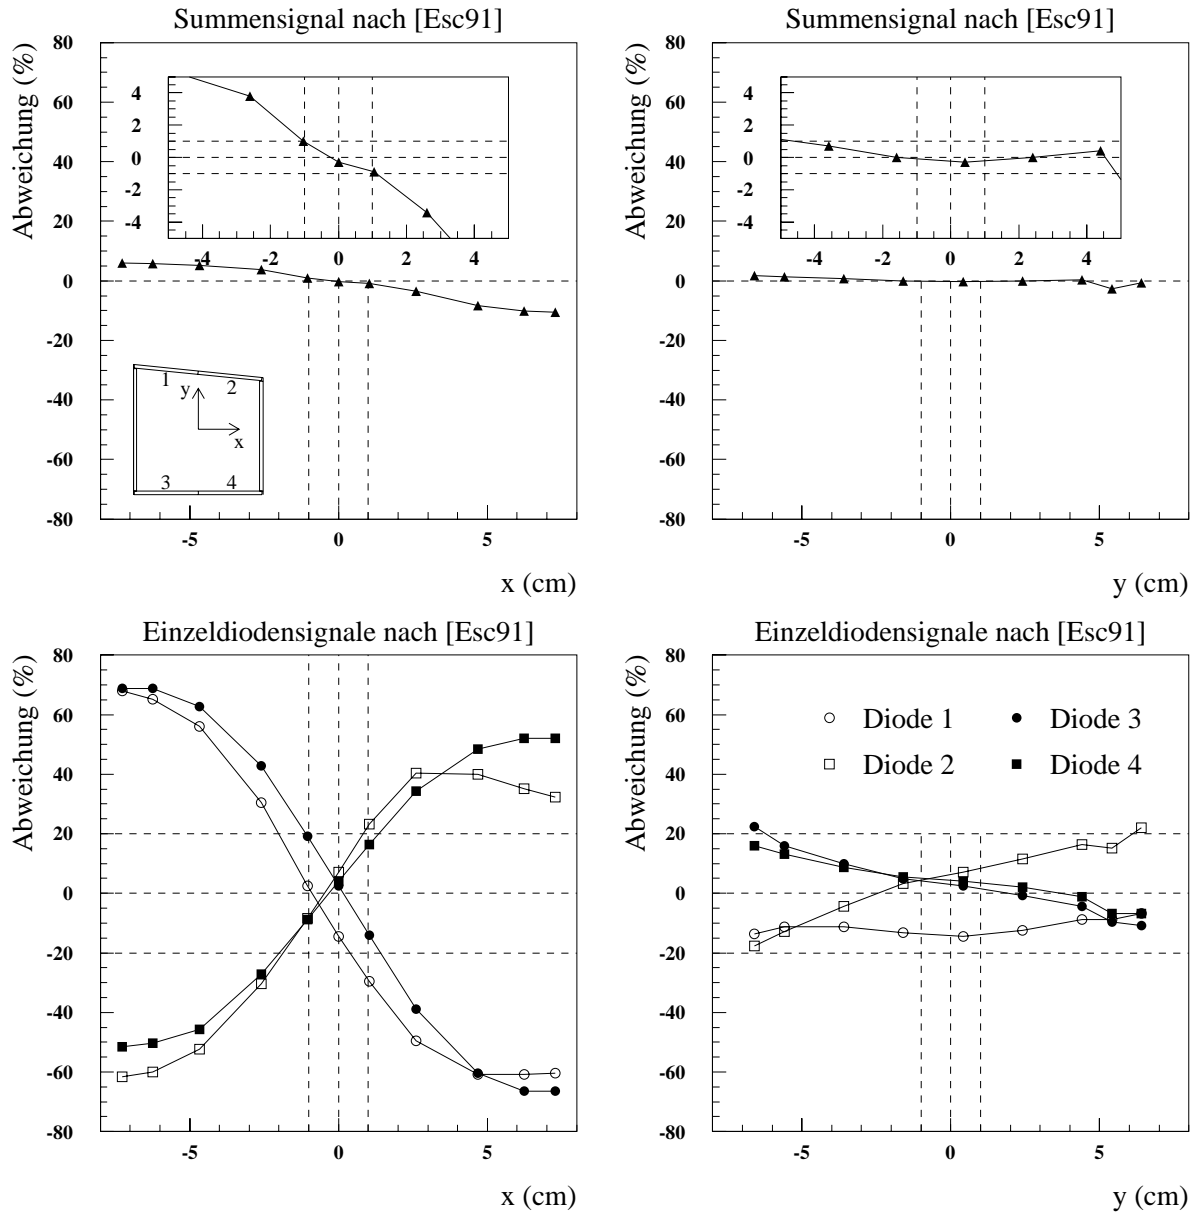 Summensignal nach [Esc91]
Abweichung (%)
80
60
40
20
0
-20
-40
-60
-80
4
2
0
-2
-4
-4 -2 0 2 4
1 2
y
x
3 4
-5 0 5
x (cm)
Summensignal nach [Esc91]
Abweichung (%)
80
60
40
20
0
-20
-40
-60
-80
4
2
0
-2
-4
-4 -2 0 2 4
-5 0 5
y (cm)
Einzeldiodensignale nach [Esc91]
Abweichung (%)
80
60
40
20
0
-20
-40
-60
-80
-5 0 5
x (cm)
Einzeldiodensignale nach [Esc91]
Abweichung (%)
80
60
40
20
0
-20
-40
-60
-80
Diode 1 Diode 3
Diode 2 Diode 4
-5 0 5
y (cm)